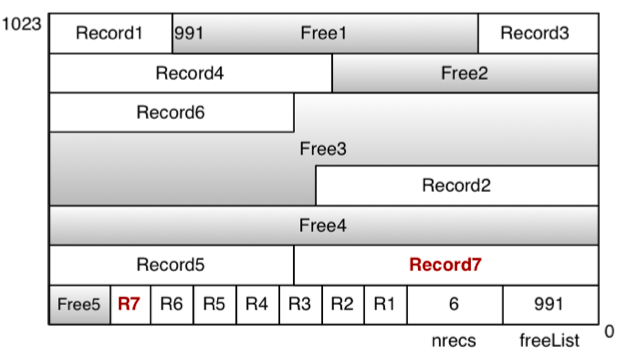 1023 Record1 991 Free1 Record3
Record4 Free2
Record6
Free3
Record2
Free4
Record5 Record7
Free5 R7 R6 R5 R4 R3 R2 R1 6 991
0
nrecs freeList